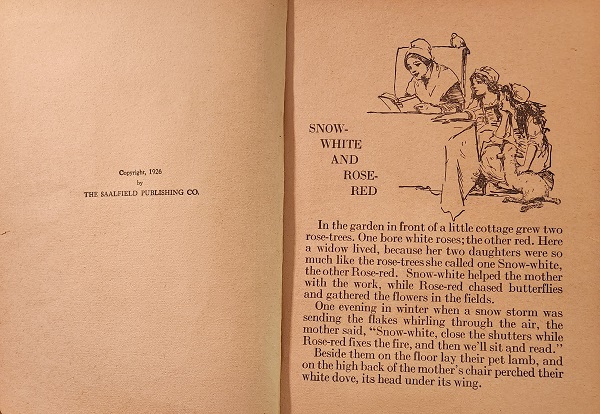 Copyright, 1926
by
THE SAALFIELD PUBLISHING CO.
SNOW-
WHITE
AND
ROSE-
RED
In the garden in front of a little cottage grew two
rose-trees. One bore white roses; the other red. Here
a widow lived, because her two daughters were so
much like the rose-trees she called one Snow-white,
the other Rose-red. Snow-white helped the mother
with the work, while Rose-red chased butterflies
and gathered the flowers in the fields.
One evening in winter when a snow storm was
sending the flakes whirling through the air, the
mother said, “Snow-white, close the shutters while
Rose-red fixes the fire, and then we'll sit and read.”
Beside them on the floor lay their pet lamb, and
on the high back of the mother's chair perched their
white dove, its head under its wing.